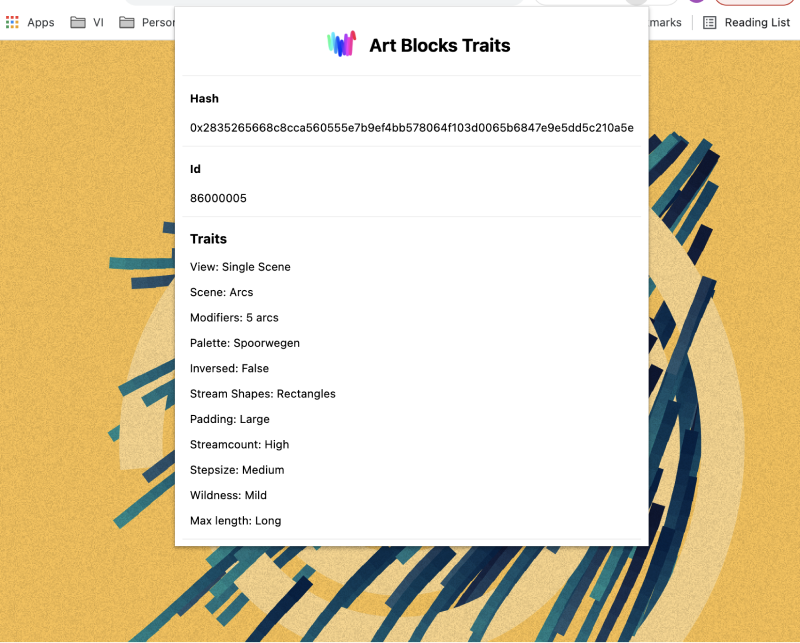 Apps
VI
Reading List
Art Blocks Traits
Hash
0x2835265668c8cca560555e7b9ef4bb578064f103d0065b6847e9e5dd5c210a5e
Id
86000005
Traits
View: Single Scene
Scene: Arcs
Modifiers: 5 arcs
Palette: Spoorwegen
Inversed: False
Stream Shapes: Rectangles
Padding: Large
Streamcount: High
Stepsize: Medium
Wildness: Mild
Max length: Long